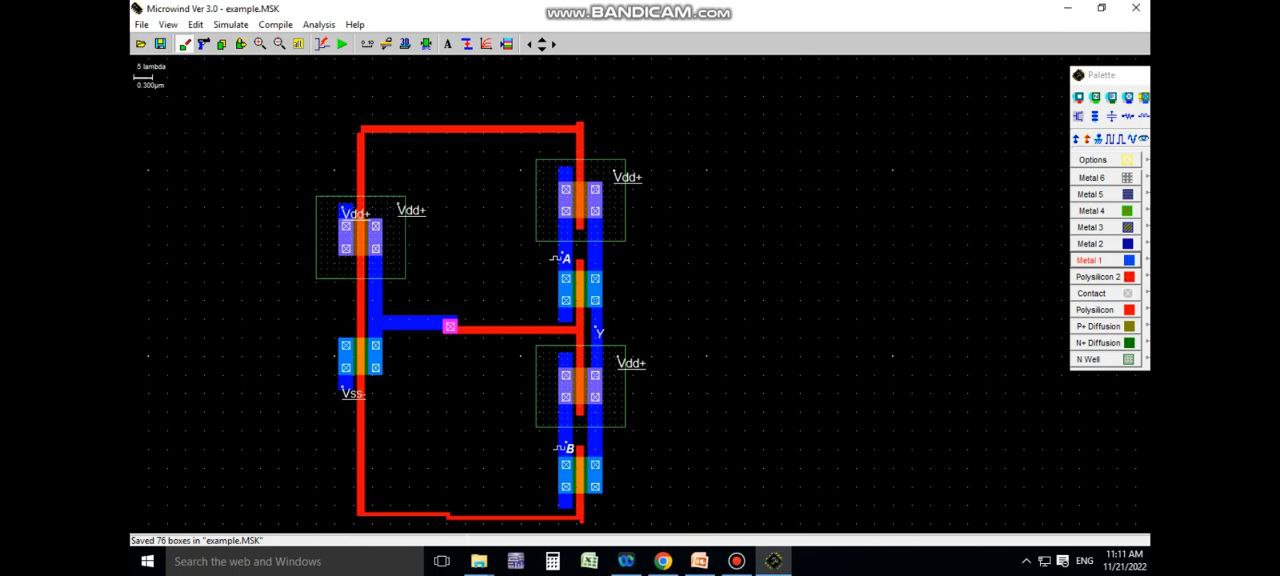 Microwind Ver 3.0 - example.MSK
www.BANDICAM.com
File View Edit Simulate Compile Analysis Help
A
5 lambda
0.300µm
Palette
Options
Metal 6
Metal 5
Metal 4
Metal 3
Metal 2
Metal 1
Polysilicon 2
Contact
Polysilicon
P+ Diffusion
N+ Diffusion
N Well
Vdd+
Vdd+
Vdd+
A
Y
Vdd+
Vss-
B
Saved 76 boxes in "example.MSK"
Search the web and Windows
ENG
11:11 AM
11/21/2022